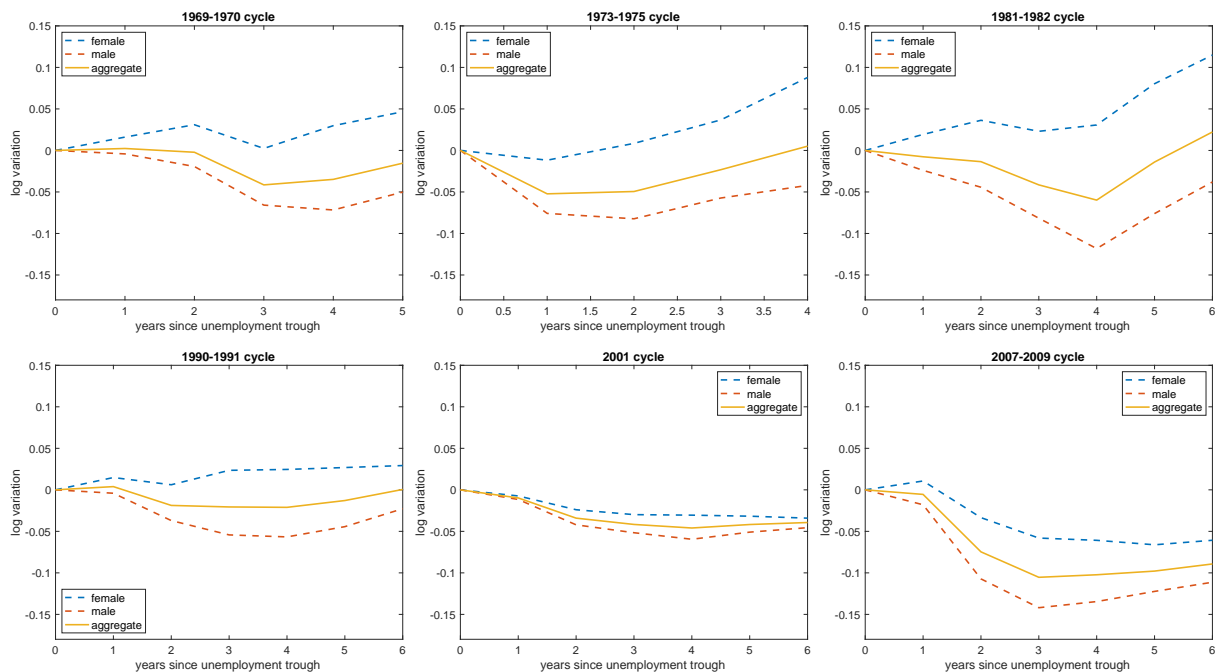 1969-1970 cycle
0.15
0.1
0.05
0
-0.05
-0.1
-0.15
log variation
female
male
aggregate
0 1 2 3 4 5
years since unemployment trough
1973-1975 cycle
0.15
0.1
0.05
0
-0.05
-0.1
-0.15
log variation
female
male
aggregate
0 0.5 1 1.5 2 2.5 3 3.5 4
years since unemployment trough
1981-1982 cycle
0.15
0.1
0.05
0
-0.05
-0.1
-0.15
log variation
female
male
aggregate
0 1 2 3 4 5 6
years since unemployment trough
1990-1991 cycle
0.15
0.1
0.05
0
-0.05
-0.1
-0.15
log variation
female
male
aggregate
0 1 2 3 4 5 6
years since unemployment trough
2001 cycle
0.15
0.1
0.05
0
-0.05
-0.1
-0.15
log variation
female
male
aggregate
0 1 2 3 4 5 6
years since unemployment trough
2007-2009 cycle
0.15
0.1
0.05
0
-0.05
-0.1
-0.15
log variation
female
male
aggregate
0 1 2 3 4 5 6
years since unemployment trough